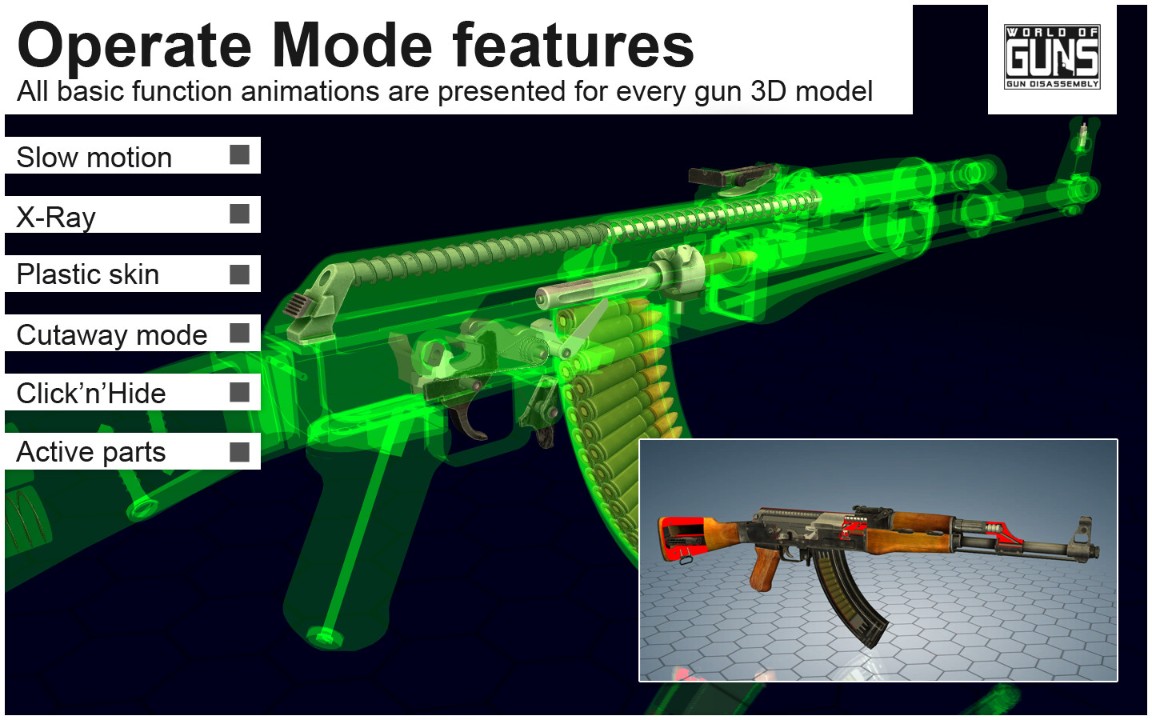 Operate Mode features
All basic function animations are presented for every gun 3D model
WORLD OF
GUNS
GUN DISASSEMBLY
Slow motion
X-Ray
Plastic skin
Cutaway mode
Click’n’Hide
Active parts